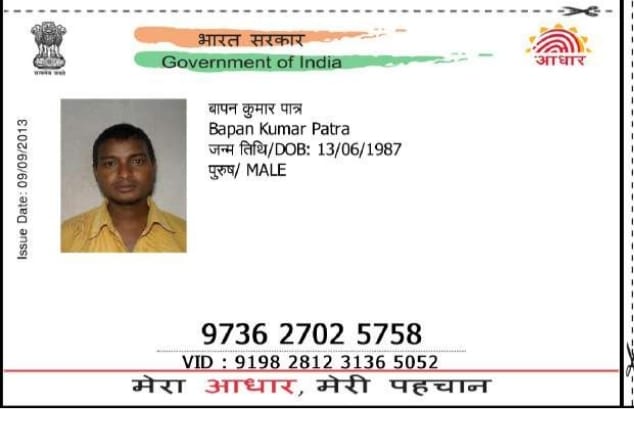 सत्यमेव जयते
भारत सरकार
Government of India
आधार
Issue Date: 09/09/2013
बापन कुमार पात्र
Bapan Kumar Patra
जन्म तिथि/DOB: 13/06/1987
पुरुष/ MALE
9736 2702 5758
VID : 9198 2812 3136 5052
मेरा आधार, मेरी पहचान